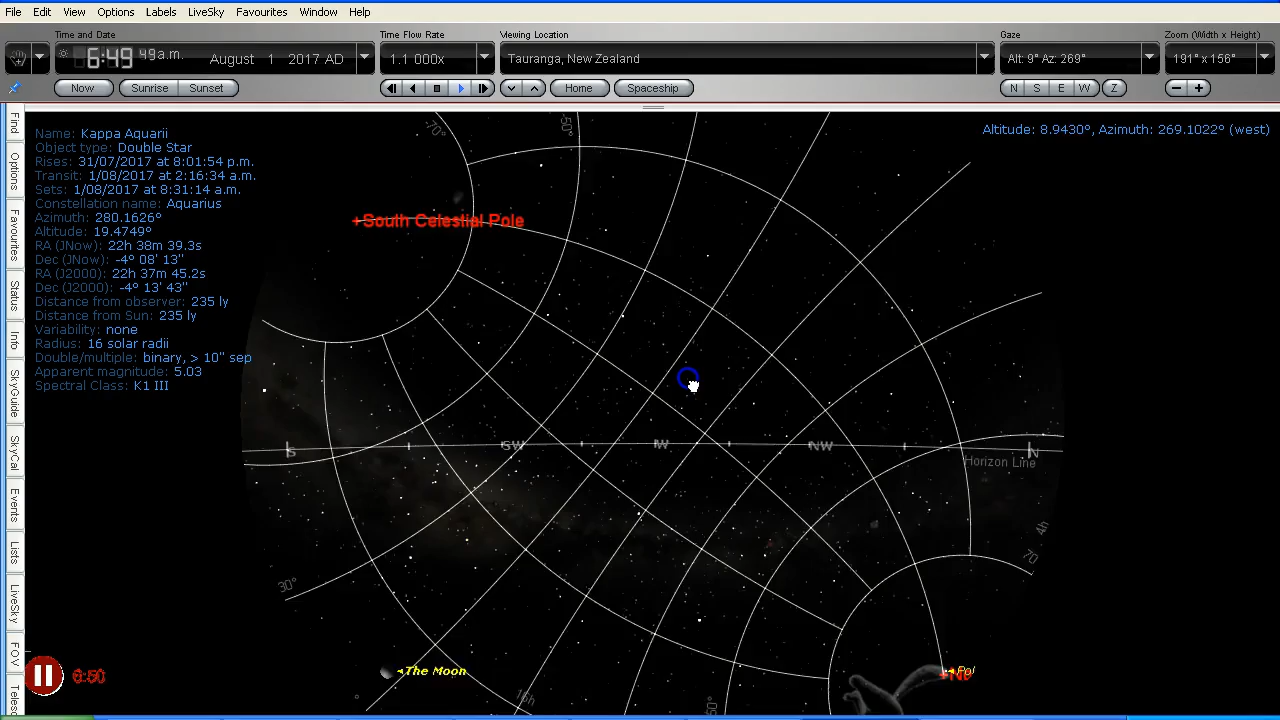 File Edit View Options Labels LiveSky Favourites Window Help
Time and Date Time Flow Rate Viewing Location Gaze Zoom (Width x Height)
6:49 49a.m. August 1 2017 AD 1.1 000x Tauranga, New Zealand Alt: 9° Az: 269° 191° x 156°
Now Sunrise Sunset Home Spaceship N S E W Z
Find
Options
Favourites
Status
Info
SkyGuide
SkyCal
Events
Lists
LiveSky
FOV
Telesc
Name: Kappa Aquarii
Object type: Double Star
Rises: 31/07/2017 at 8:01:54 p.m.
Transit: 1/08/2017 at 2:16:34 a.m.
Sets: 1/08/2017 at 8:31:14 a.m.
Constellation name: Aquarius
Azimuth: 280.1626°
Altitude: 19.4749°
RA (JNow): 22h 38m 39.3s
Dec (JNow): -4° 08' 13"
RA (J2000): 22h 37m 45.2s
Dec (J2000): -4° 13' 43"
Distance from observer: 235 ly
Distance from Sun: 235 ly
Variability: none
Radius: 16 solar radii
Double/multiple: binary, > 10" sep
Apparent magnitude: 5.03
Spectral Class: K1 III
Altitude: 8.9430°, Azimuth: 269.1022° (west)
-70° -50°
+South Celestial Pole
S SW W NW N
Horizon Line
4h
70
30°
The Moon
Pol
15h
50°